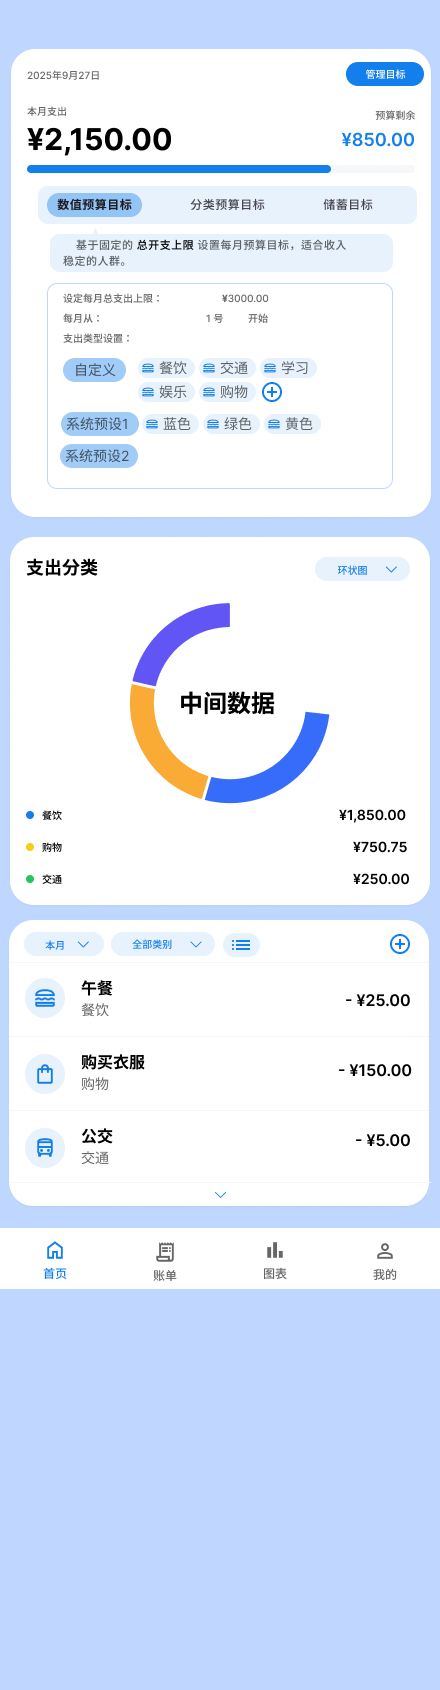 2025年9月27日
管理目标
本月支出
预算剩余
¥2,150.00
¥850.00
数值预算目标 分类预算目标 储蓄目标
基于固定的 总开支上限 设置每月预算目标，适合收入
稳定的人群。
设定每月总支出上限： ¥3000.00
每月从： 1 号 开始
支出类型设置：
自定义 餐饮 交通 学习
娱乐 购物
系统预设1 蓝色 绿色 黄色
系统预设2
支出分类
环状图
中间数据
餐饮 ¥1,850.00
购物 ¥750.75
交通 ¥250.00
本月 全部类别
午餐
餐饮
- ¥25.00
购买衣服
购物
- ¥150.00
公交
交通
- ¥5.00
首页 账单 图表 我的